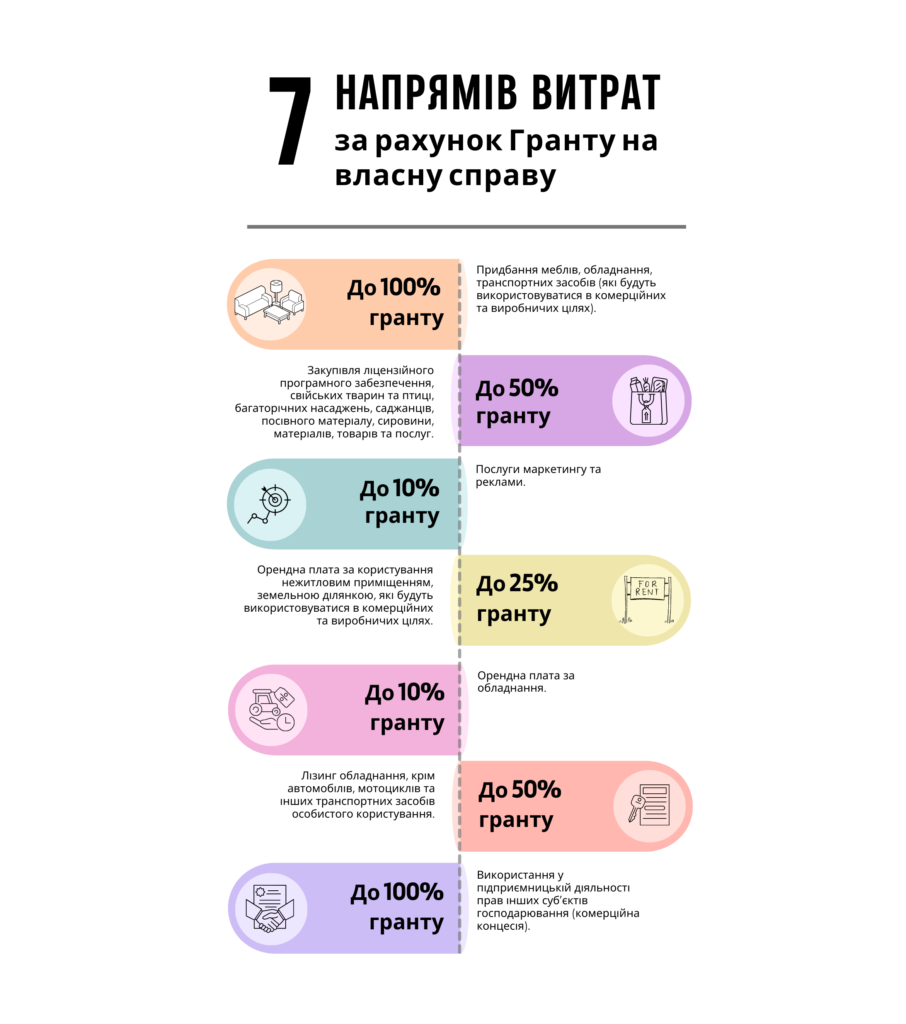 7
НАПРЯМІВ ВИТРАТ
за рахунок Гранту на
власну справу
До 100%
гранту
Придбання меблів, обладнання,
транспортних засобів (які будуть
використовуватися в комерційних
та виробничих цілях).
Закупівля ліцензійного
програмного забезпечення,
свійських тварин та птиці,
багаторічних насаджень, саджанців,
посівного матеріалу, сировини,
матеріалів, товарів та послуг.
До 50%
гранту
До 10%
гранту
Послуги маркетингу та
реклами.
Орендна плата за користування
нежитловим приміщенням,
земельною ділянкою, які будуть
використовуватися в комерційних
та виробничих цілях.
До 25%
гранту
FOR
RENT
До 10%
гранту
Орендна плата за
обладнання.
Лізинг обладнання, крім
автомобілів, мотоциклів та
інших транспортних засобів
особистого користування.
До 50%
гранту
До 100%
гранту
Використання у
підприємницькій діяльності
прав інших суб'єктів
господарювання (комерційна
концесія).